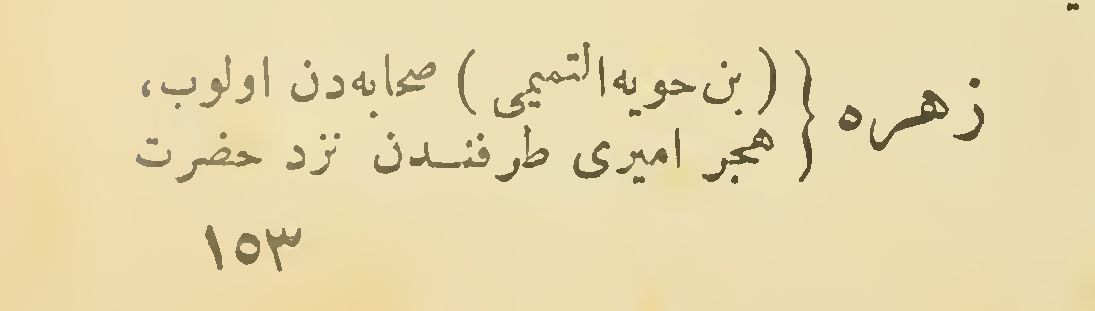 زهره { (بن حویه التمیمی) صحابه‌دن اولوب،
هجر امیری طرفندن نزد حضرت
١٥٣